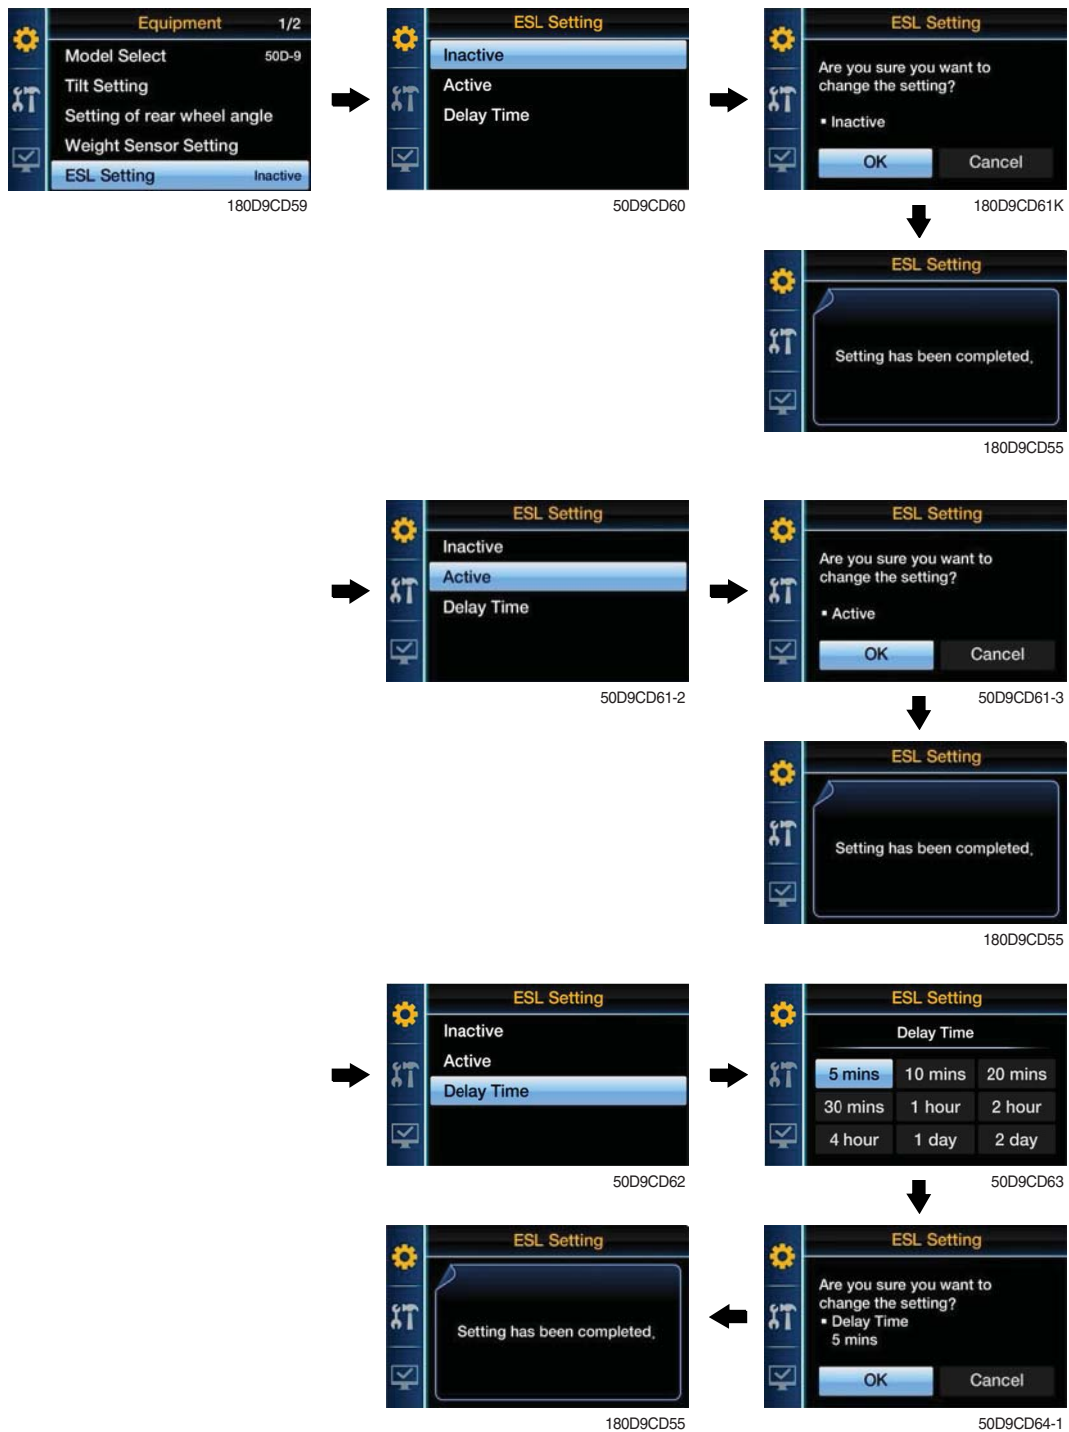 Equipment 1/2
Model Select 50D-9
Tilt Setting
Setting of rear wheel angle
Weight Sensor Setting
ESL Setting Inactive
180D9CD59
ESL Setting
Inactive
Active
Delay Time
50D9CD60
ESL Setting
Are you sure you want to
change the setting?
▪ Inactive
OK Cancel
180D9CD61K
ESL Setting
Setting has been completed.
180D9CD55
ESL Setting
Inactive
Active
Delay Time
50D9CD61-2
ESL Setting
Are you sure you want to
change the setting?
▪ Active
OK Cancel
50D9CD61-3
ESL Setting
Setting has been completed.
180D9CD55
ESL Setting
Inactive
Active
Delay Time
50D9CD62
ESL Setting
Delay Time
5 mins 10 mins 20 mins
30 mins 1 hour 2 hour
4 hour 1 day 2 day
50D9CD63
ESL Setting
Are you sure you want to
change the setting?
▪ Delay Time
5 mins
OK Cancel
50D9CD64-1
ESL Setting
Setting has been completed.
180D9CD55